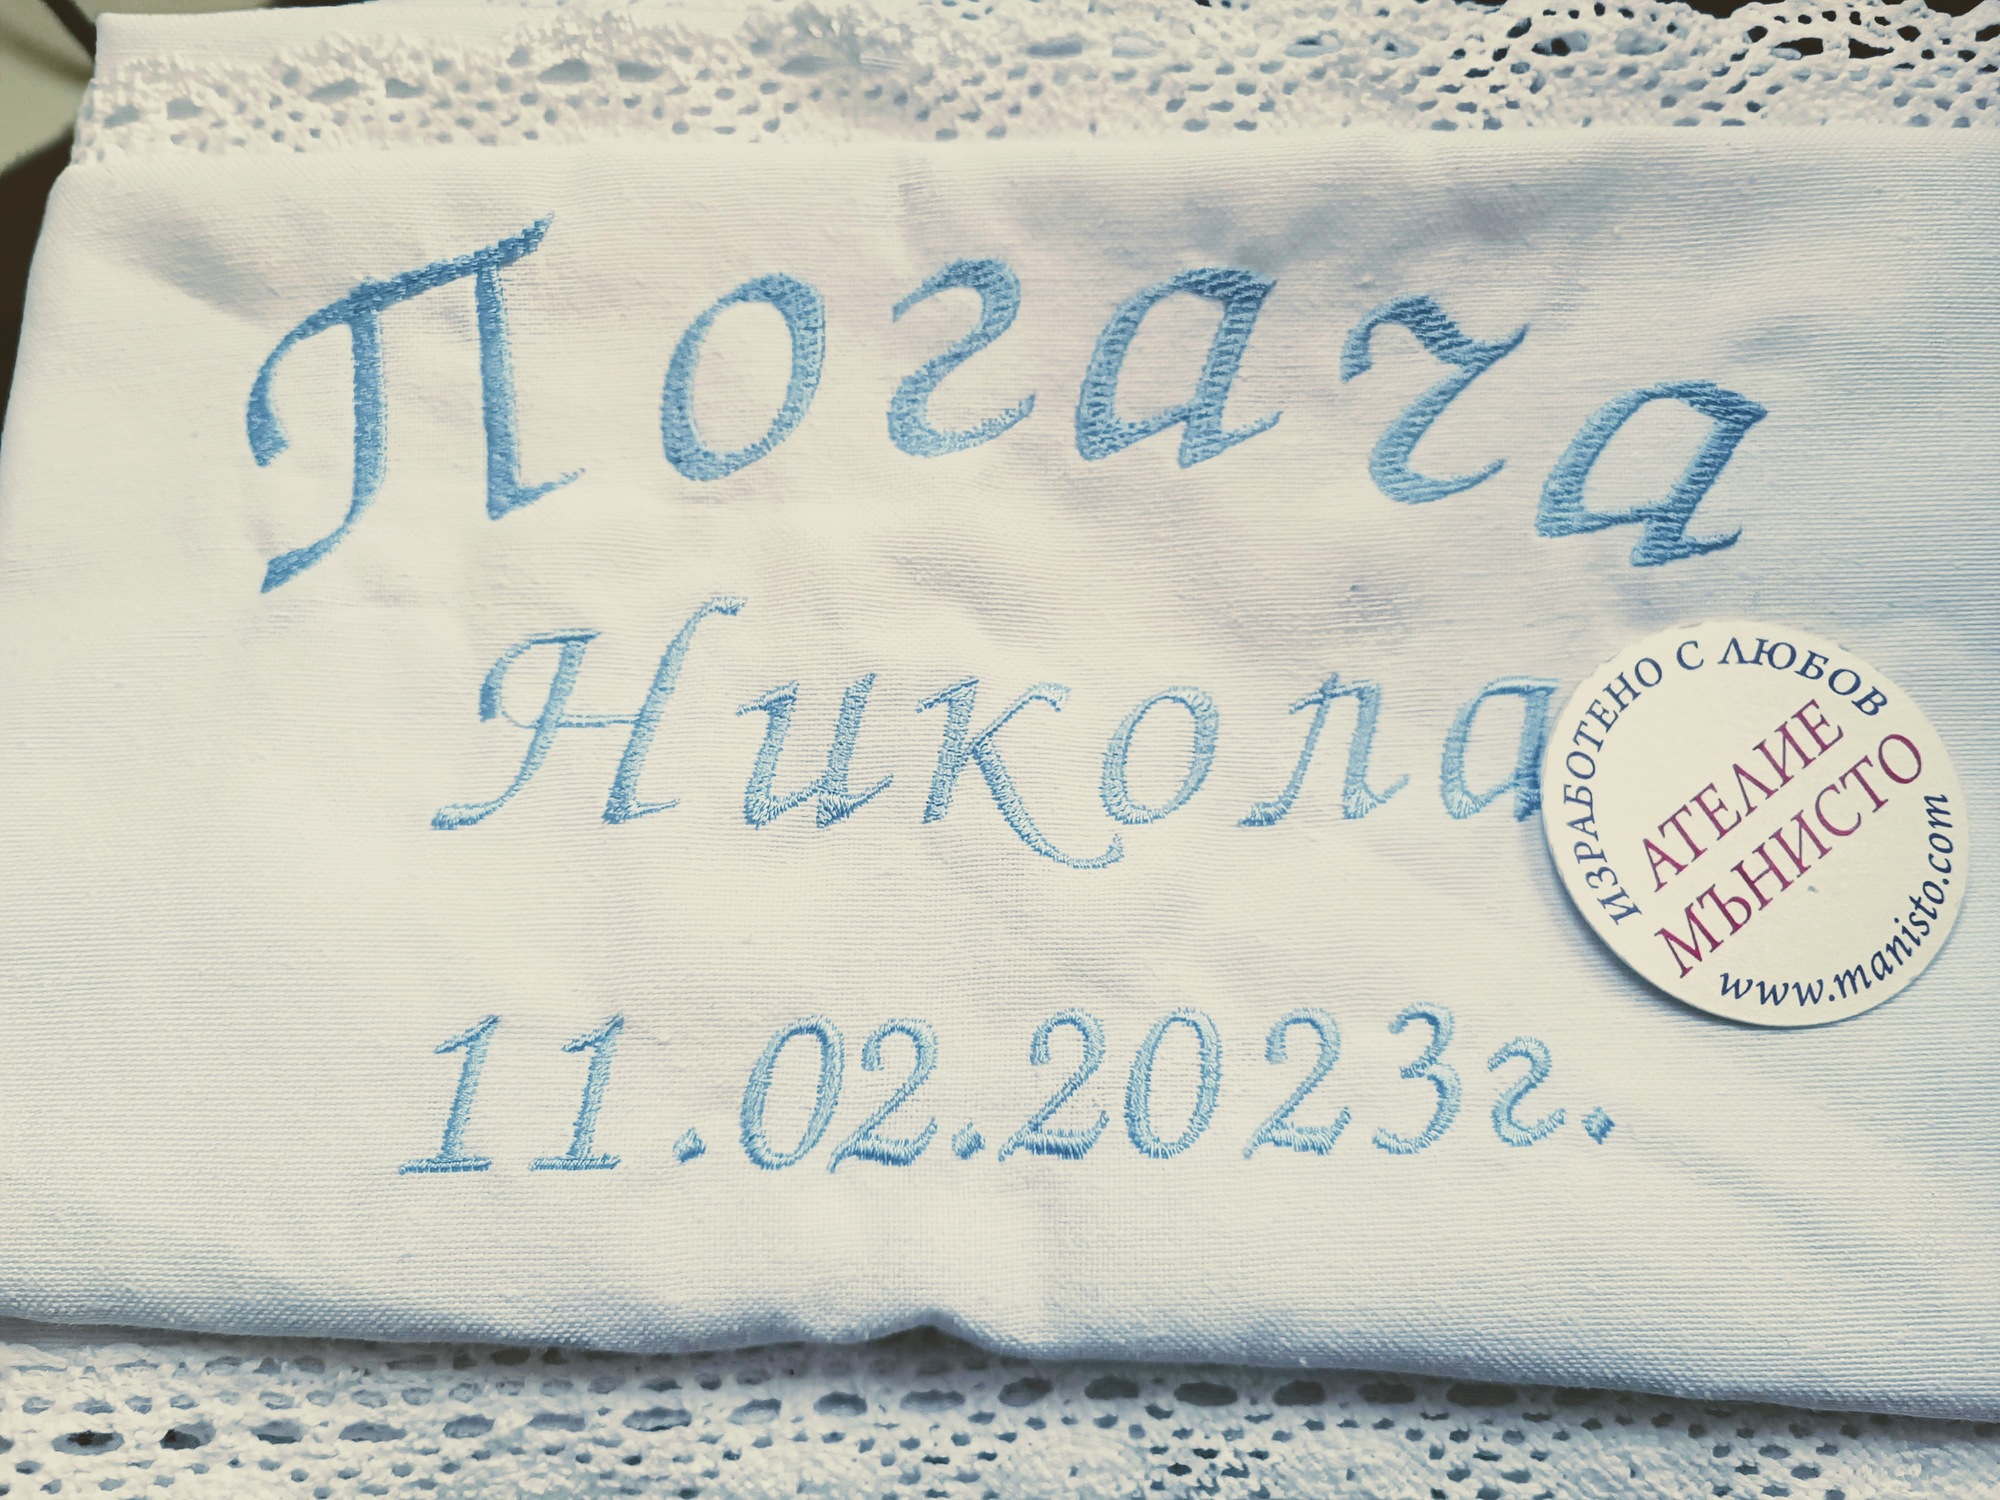 Погача
Никола
11.02.2023г.
ИЗРАБОТЕНО С ЛЮБОВ
АТЕЛИЕ
МЪНИСТО
www.manisto.com